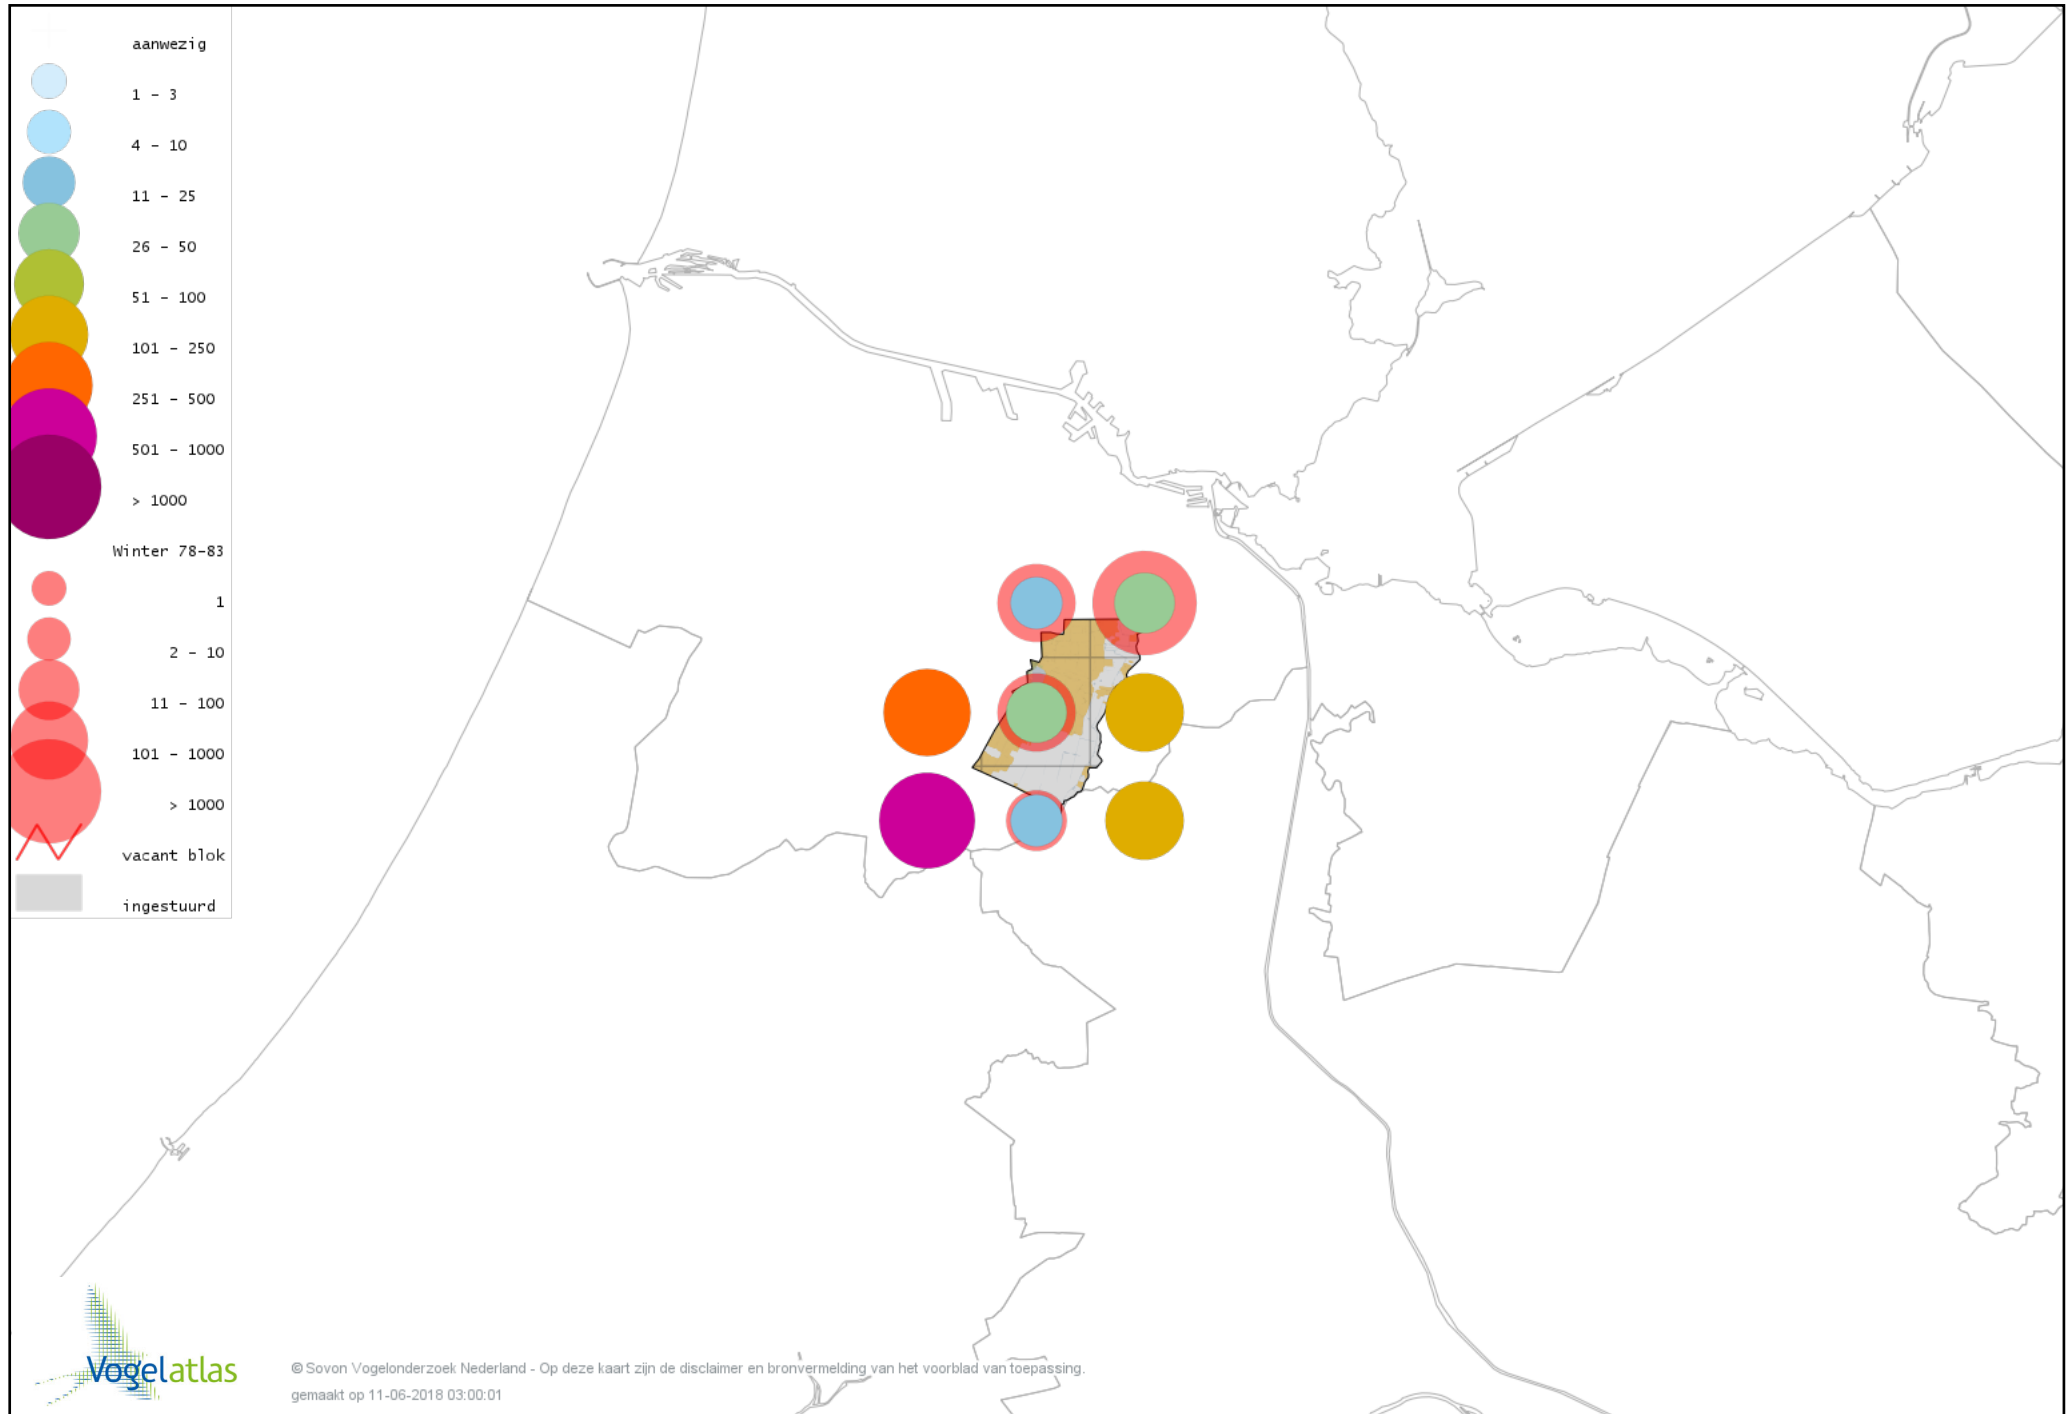 aanwezig
1 - 3
4 - 10
11 - 25
26 - 50
51 - 100
101 - 250
251 - 500
501 - 1000
> 1000
Winter 78-83
1
2 - 10
11 - 100
101 - 1000
> 1000
vacant blok
ingestuurd
Vogelatlas
© Sovon Vogelonderzoek Nederland - Op deze kaart zijn de disclaimer en bronvermelding van het voorblad van toepassing.
gemaakt op 11-06-2018 03:00:01